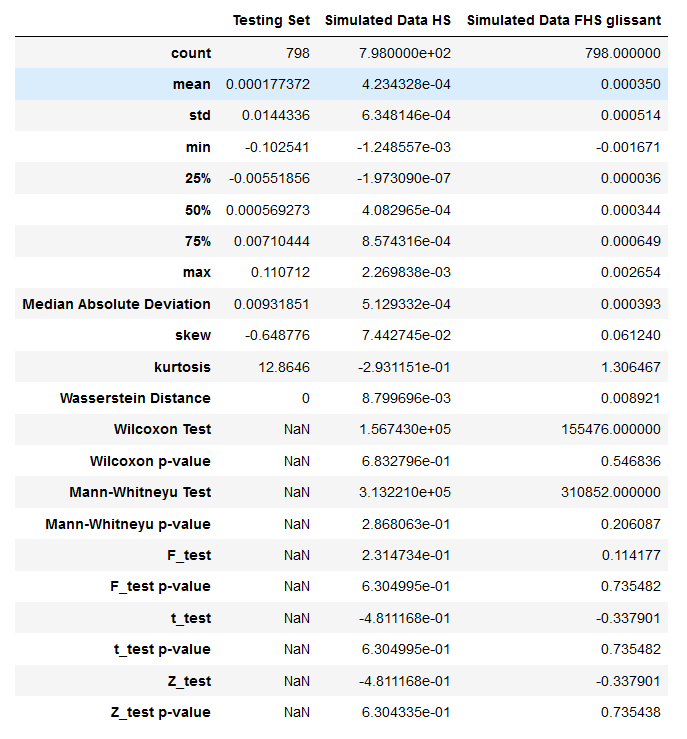 Testing Set Simulated Data HS Simulated Data FHS glissant
count 798 7.980000e+02 798.000000
mean 0.000177372 4.234328e-04 0.000350
std 0.0144336 6.348146e-04 0.000514
min -0.102541 -1.248557e-03 -0.001671
25% -0.00551856 -1.973090e-07 0.000036
50% 0.000569273 4.082965e-04 0.000344
75% 0.00710444 8.574316e-04 0.000649
max 0.110712 2.269838e-03 0.002654
Median Absolute Deviation 0.00931851 5.129332e-04 0.000393
skew -0.648776 7.442745e-02 0.061240
kurtosis 12.8646 -2.931151e-01 1.306467
Wasserstein Distance 0 8.799696e-03 0.008921
Wilcoxon Test NaN 1.567430e+05 155476.000000
Wilcoxon p-value NaN 6.832796e-01 0.546836
Mann-Whitneyu Test NaN 3.132210e+05 310852.000000
Mann-Whitneyu p-value NaN 2.868063e-01 0.206087
F_test NaN 2.314734e-01 0.114177
F_test p-value NaN 6.304995e-01 0.735482
t_test NaN -4.811168e-01 -0.337901
t_test p-value NaN 6.304995e-01 0.735482
Z_test NaN -4.811168e-01 -0.337901
Z_test p-value NaN 6.304335e-01 0.735438